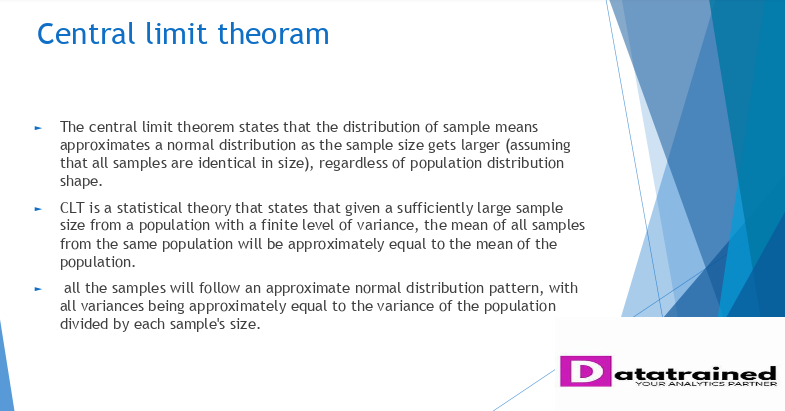 Central limit theoram
► The central limit theorem states that the distribution of sample means
approximates a normal distribution as the sample size gets larger (assuming
that all samples are identical in size), regardless of population distribution
shape.
► CLT is a statistical theory that states that given a sufficiently large sample
size from a population with a finite level of variance, the mean of all samples
from the same population will be approximately equal to the mean of the
population.
► all the samples will follow an approximate normal distribution pattern, with
all variances being approximately equal to the variance of the population
divided by each sample's size.
Datatrained
YOUR ANALYTICS PARTNER